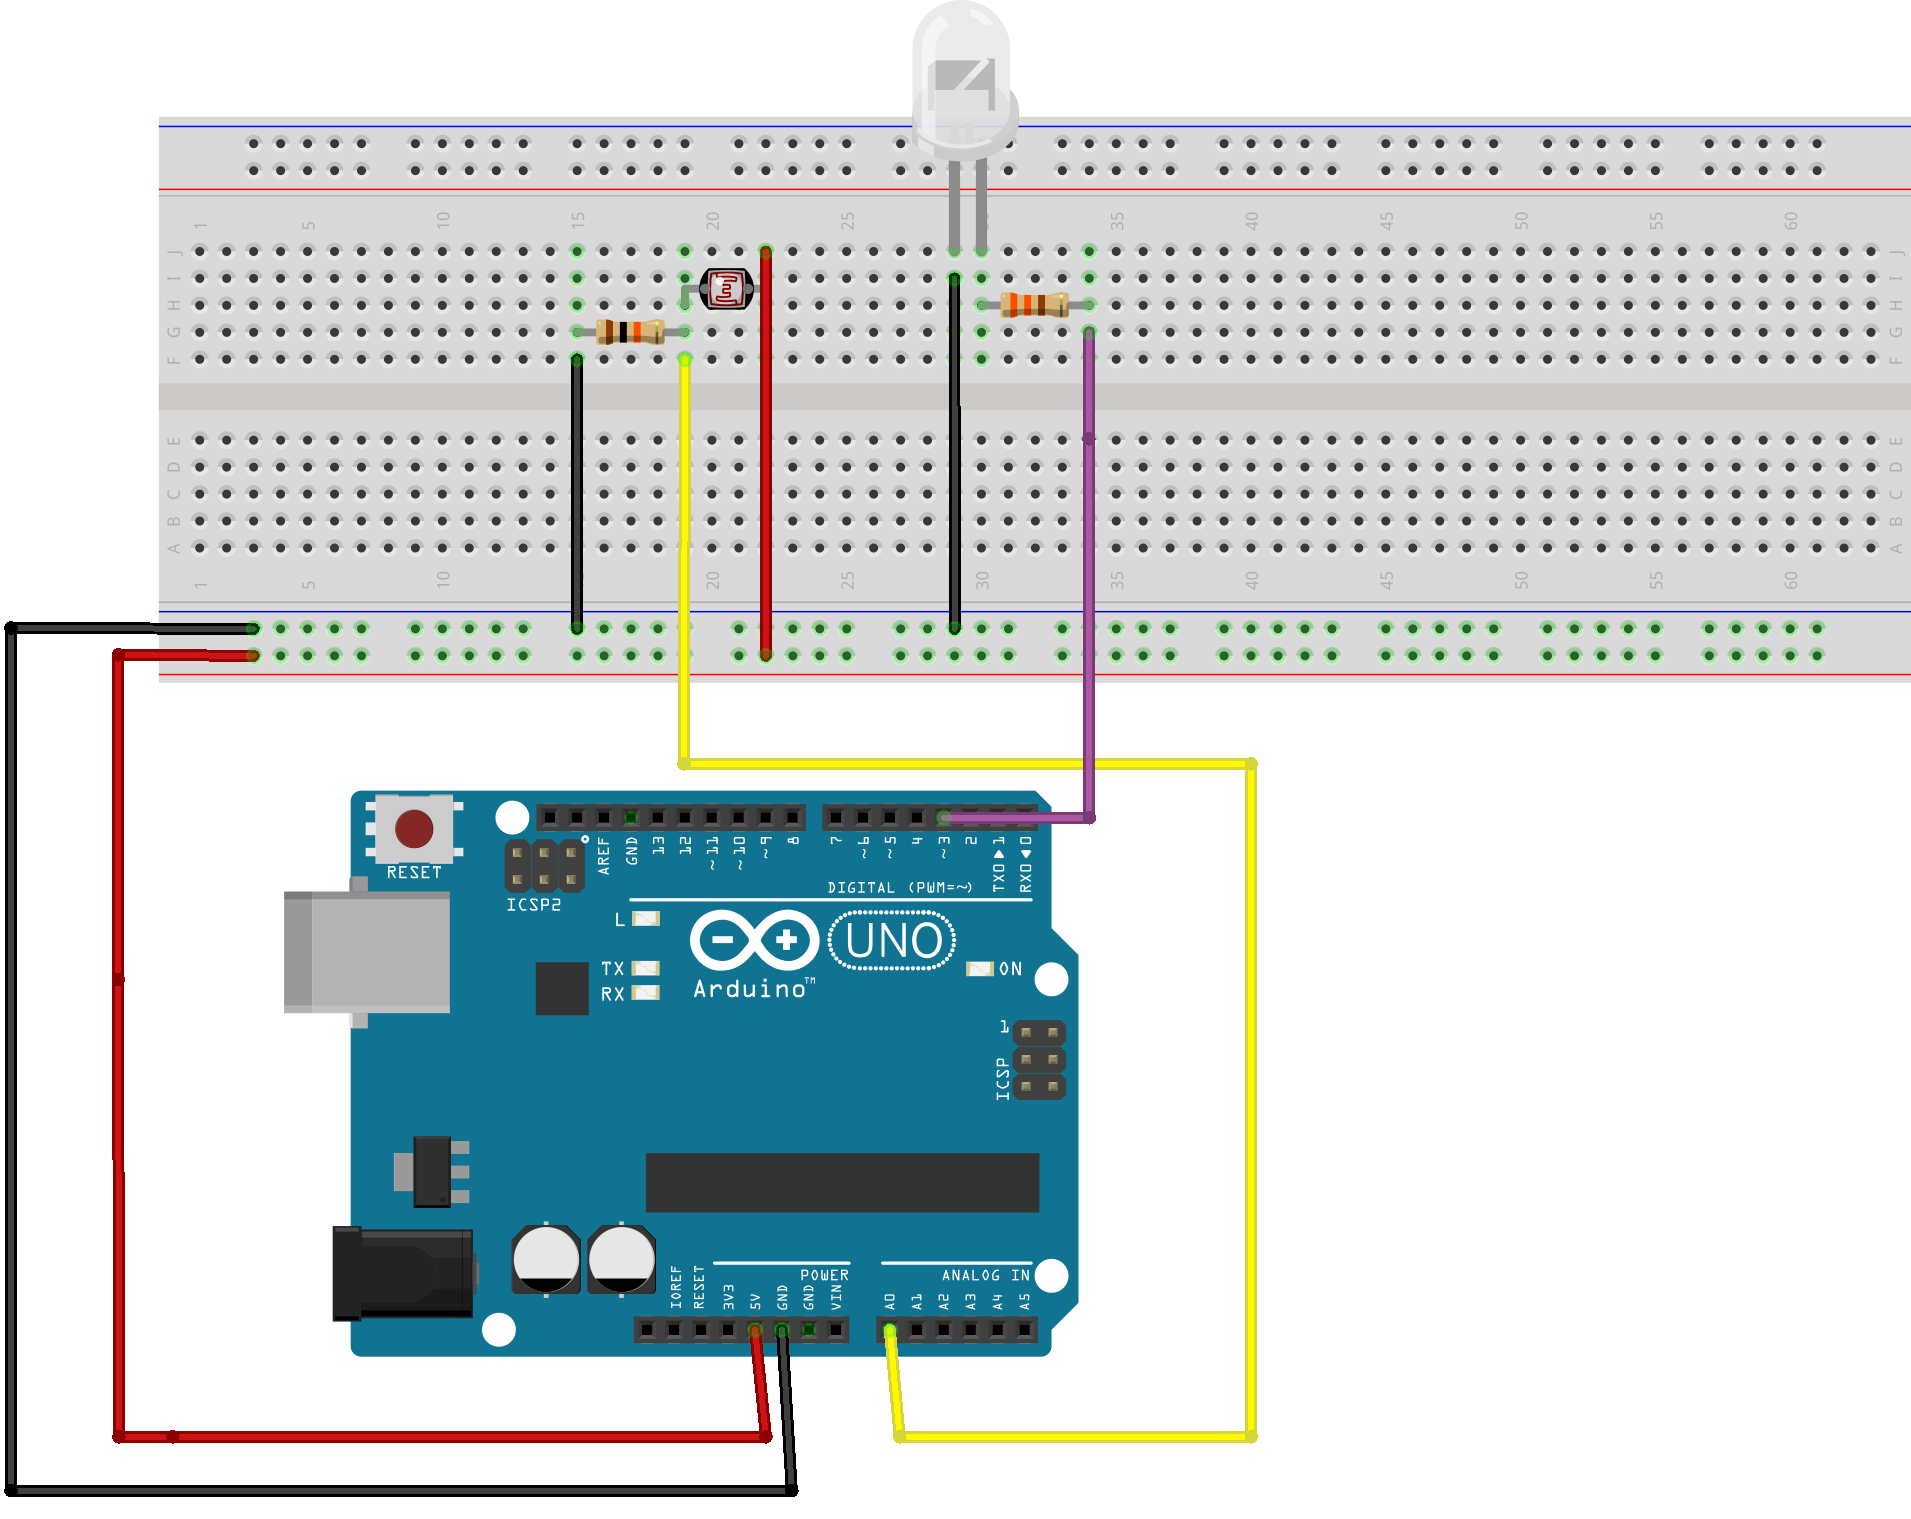 1 5 10 15 20 25 30 35 40 45 50 55 60
J J
I I
H H
G G
F F
E E
D D
C C
B B
A A
1 5 10 20 25 30 35 40 45 50 55 60
RESET
AREF GND 13 12 ~11 ~10 ~9 8 7 ~6 ~5 4 ~3 2 TX0▶1 RX0◀0
DIGITAL (PWM=~)
ICSP2
L
UNO
TX
RX
ON
Arduino™
1
ICSP
POWER
ANALOG IN
IOREF RESET 3V3 5V GND GND VIN A0 A1 A2 A3 A4 A5